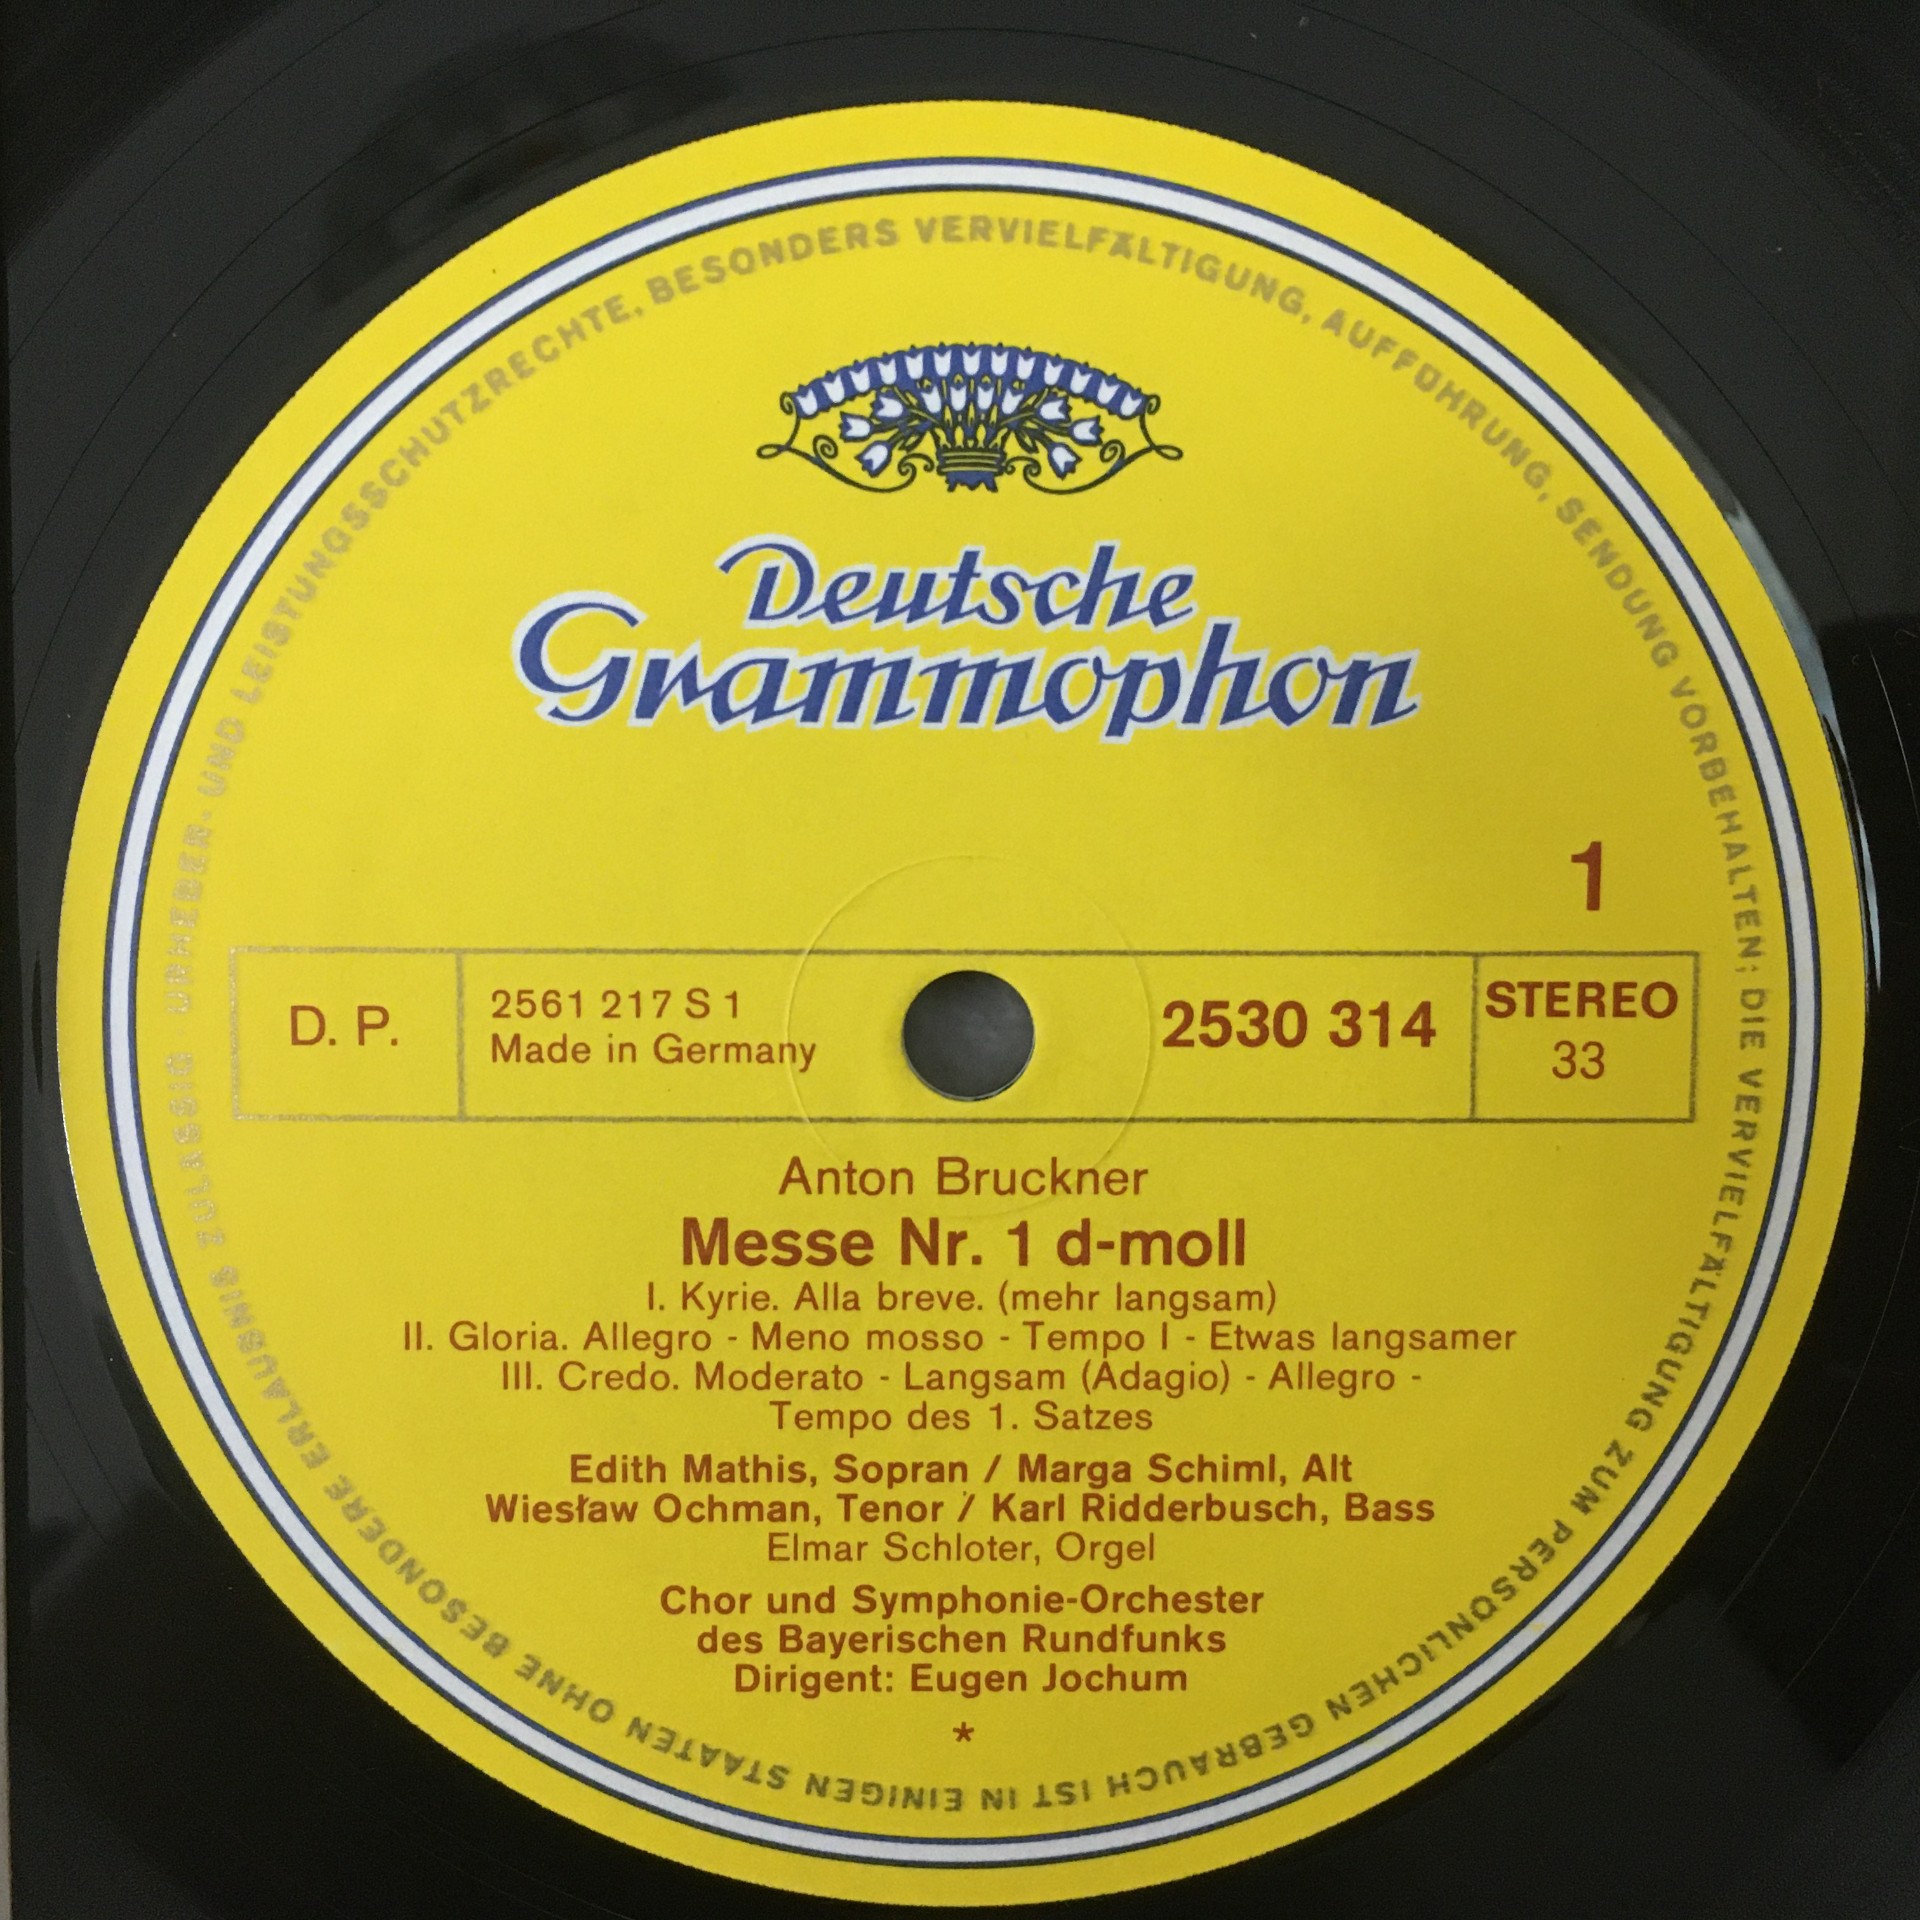 URHEBER- UND LEISTUNGSSCHUTZRECHTE, BESONDERS VERVIELFÄLTIGUNG, AUFFÜHRUNG, SENDUNG VORBEHALTEN; DIE VERVIELFÄLTIGUNG ZUM PERSÖNLICHEN GEBRAUCH IST IN EINIGEN STAATEN OHNE BESONDERE ERLAUBNIS ZULÄSSIG
Deutsche
Grammophon
1
D. P.
2561 217 S 1
Made in Germany
2530 314
STEREO
33
Anton Bruckner
Messe Nr. 1 d-moll
I. Kyrie. Alla breve. (mehr langsam)
II. Gloria. Allegro - Meno mosso - Tempo I - Etwas langsamer
III. Credo. Moderato - Langsam (Adagio) - Allegro -
Tempo des 1. Satzes
Edith Mathis, Sopran / Marga Schiml, Alt
Wiesław Ochman, Tenor / Karl Ridderbusch, Bass
Elmar Schloter, Orgel
Chor und Symphonie-Orchester
des Bayerischen Rundfunks
Dirigent: Eugen Jochum
*